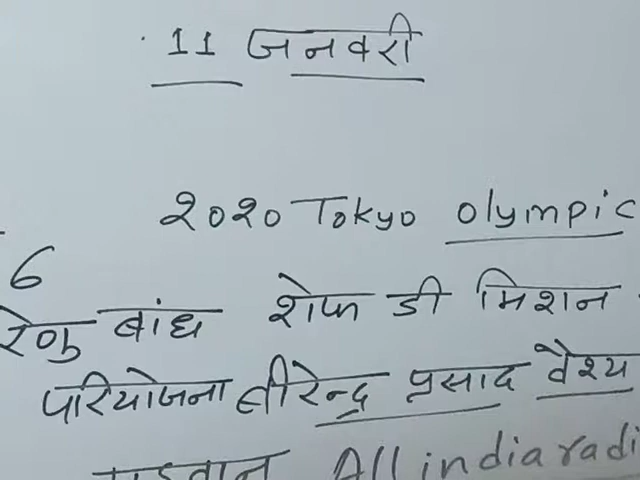 11 जनवरी
2020 Tokyo Olympic
6
रेणु बांध शेफ डी मिशन
परियोजना बीरेन्द्र प्रसाद वैश्य
All india radi